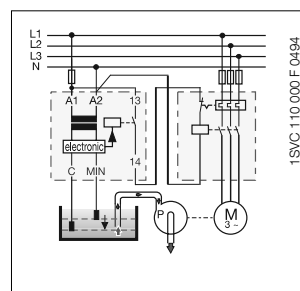 L1
L2
L3
N
A1 A2 13
electronic
14
C MIN
P
M
3 ~
1SVC 110 000 F 0494